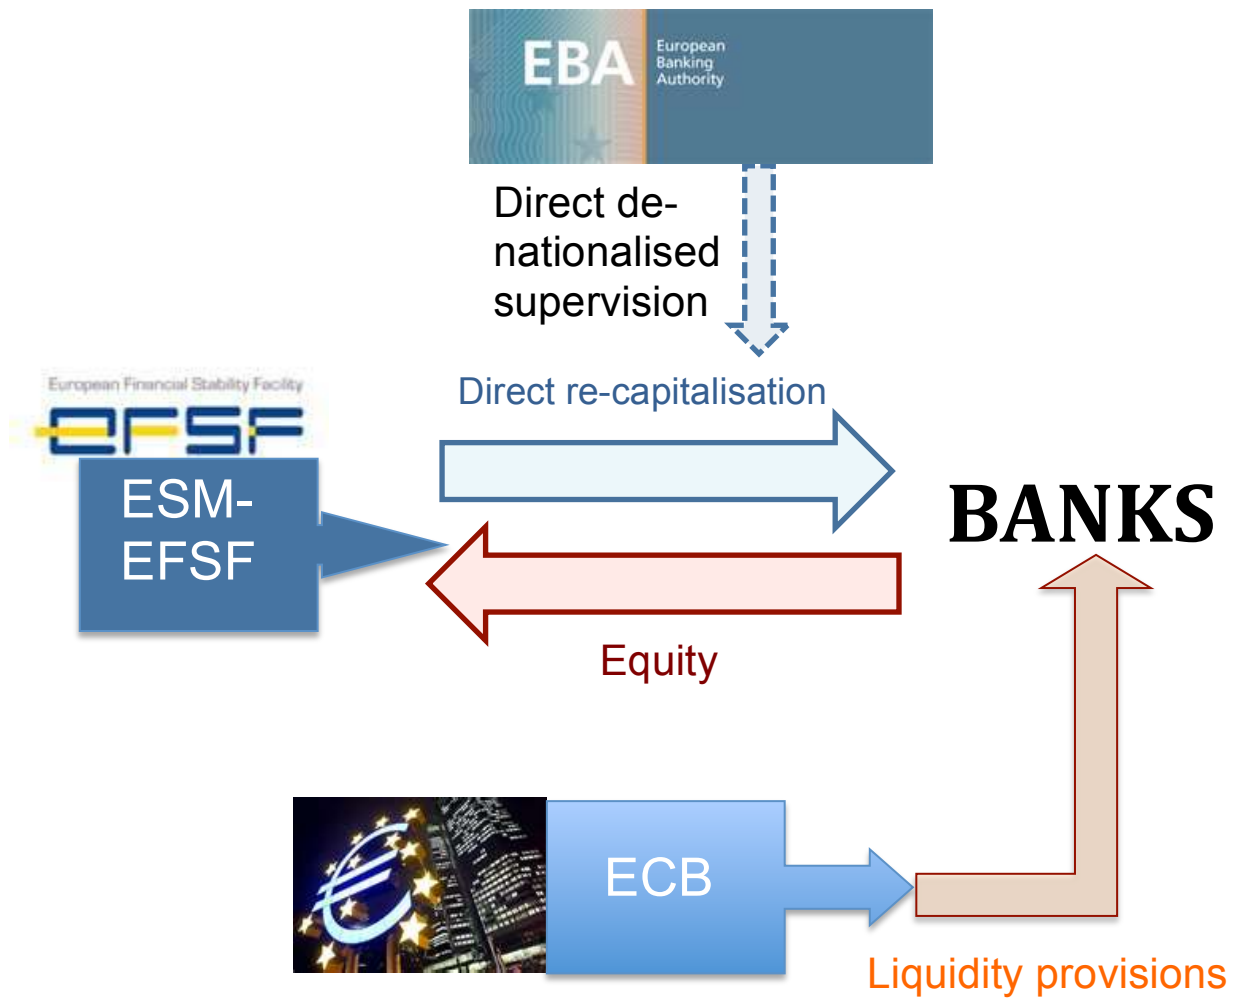 EBA
European
Banking
Authority
Direct de-
nationalised
supervision
European Financial Stability Facility
EFSF
Direct re-capitalisation
ESM-
EFSF
BANKS
Equity
ECB
Liquidity provisions